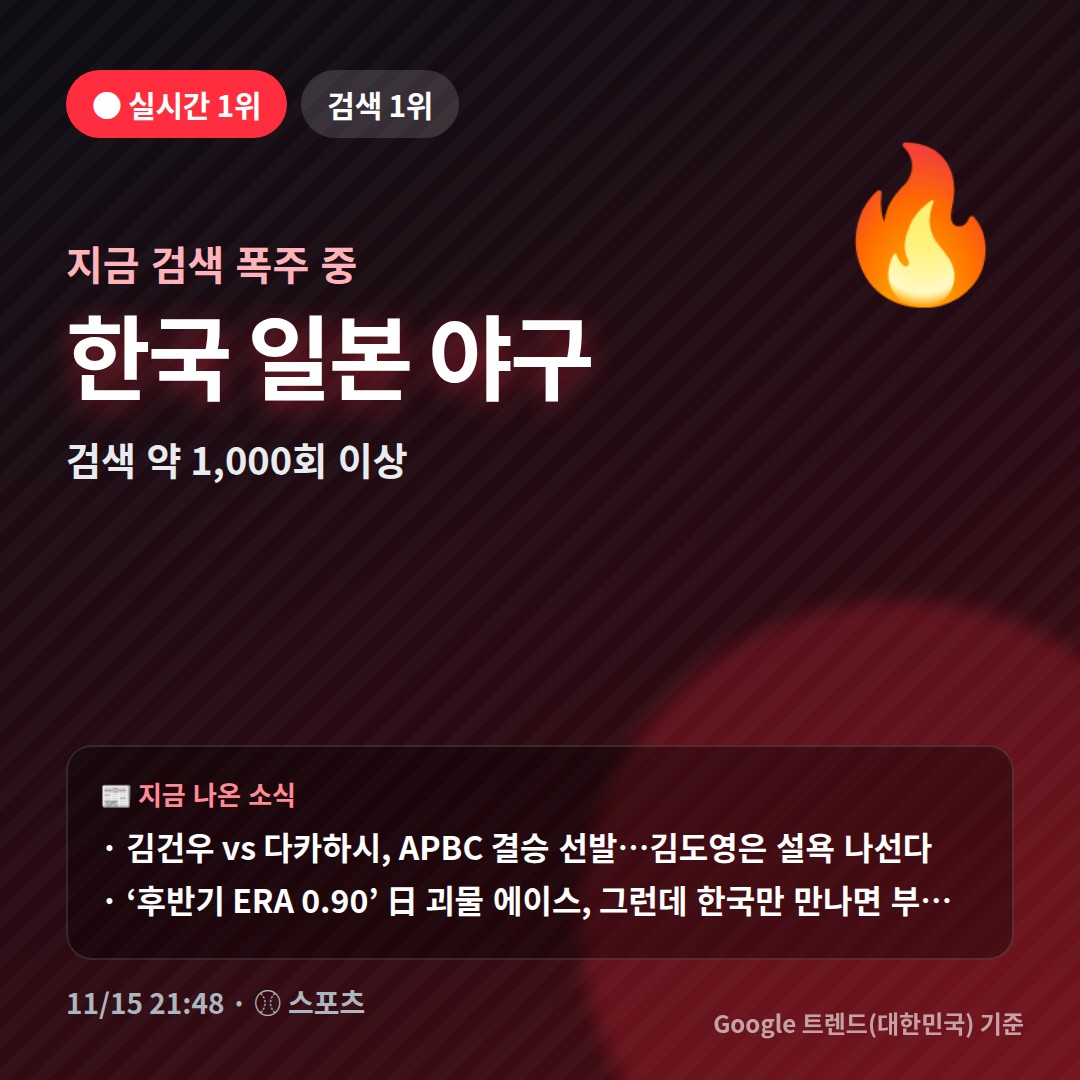 실시간 1위
검색 1위
지금 검색 폭주 중
한국 일본 야구
검색 약 1,000회 이상
지금 나온 소식
· 김건우 vs 다카하시, APBC 결승 선발…김도영은 설욕 나선다
· ‘후반기 ERA 0.90’ 日 괴물 에이스, 그런데 한국만 만나면 부…
11/15 21:48 · ⚾ 스포츠
Google 트렌드(대한민국) 기준